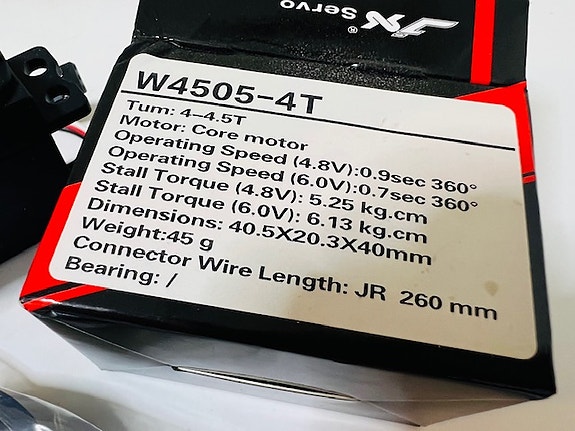 JX Servo ®
W4505-4T
Tum: 4-4.5T
Motor: Core motor
Operating Speed (4.8V):0.9sec 360°
Operating Speed (6.0V):0.7sec 360°
Stall Torque (4.8V): 5.25 kg.cm
Stall Torque (6.0V): 6.13 kg.cm
Dimensions: 40.5X20.3X40mm
Weight:45 g
Connector Wire Length: JR 260 mm
Bearing: /